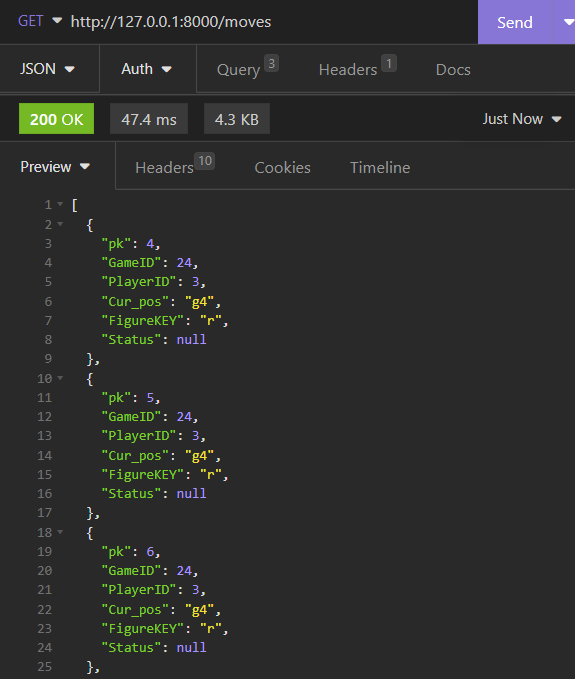 GET http://127.0.0.1:8000/moves Send
JSON Auth Query 3 Headers 1 Docs
200 OK 47.4 ms 4.3 KB Just Now
Preview Headers 10 Cookies Timeline
1 [
2 {
3 "pk": 4,
4 "GameID": 24,
5 "PlayerID": 3,
6 "Cur_pos": "g4",
7 "FigureKEY": "r",
8 "Status": null
9 },
10 {
11 "pk": 5,
12 "GameID": 24,
13 "PlayerID": 3,
14 "Cur_pos": "g4",
15 "FigureKEY": "r",
16 "Status": null
17 },
18 {
19 "pk": 6,
20 "GameID": 24,
21 "PlayerID": 3,
22 "Cur_pos": "g4",
23 "FigureKEY": "r",
24 "Status": null
25 },